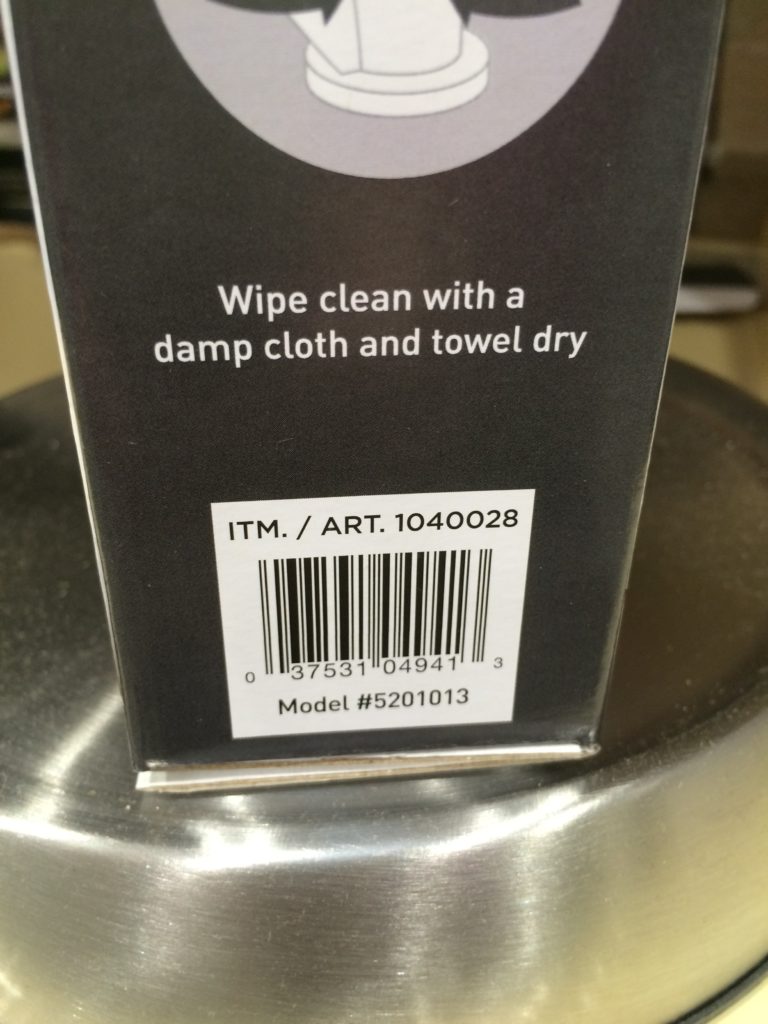 Wipe clean with a
damp cloth and towel dry
ITM. / ART. 1040028
0 37531 04941 3
Model #5201013